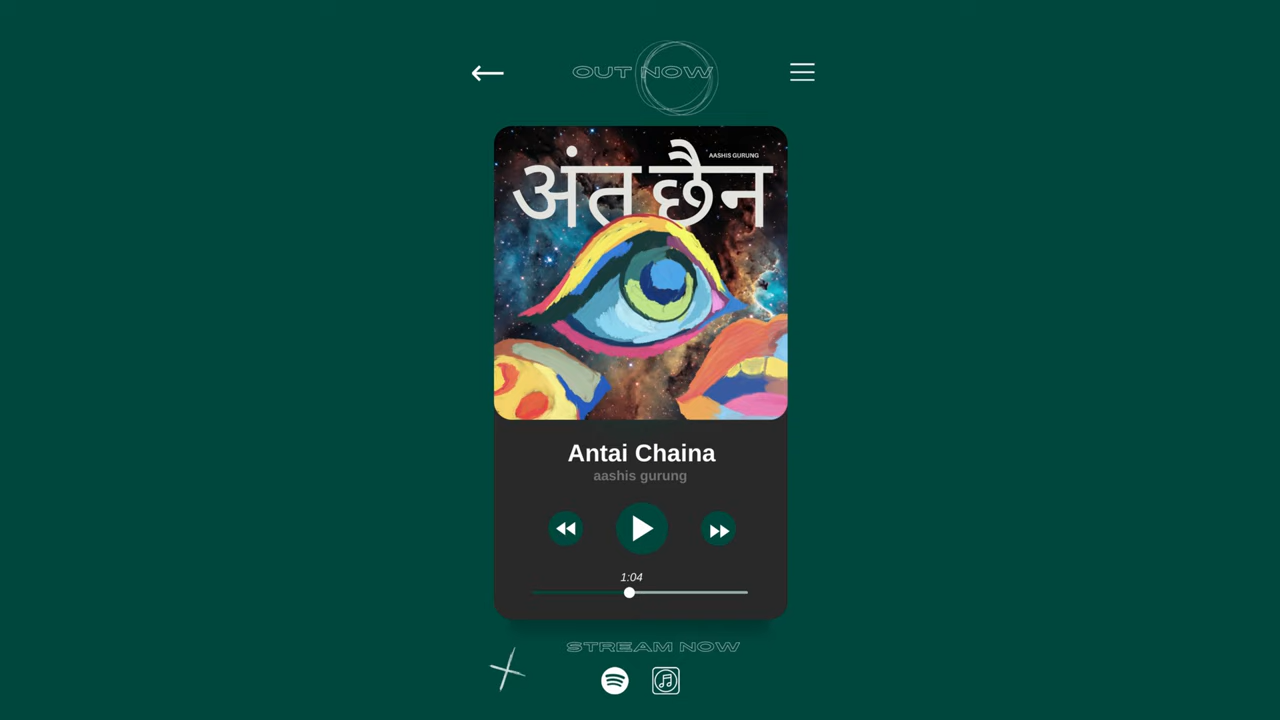 OUT NOW
AASHIS GURUNG
अंत छैन
Antai Chaina
aashis gurung
1:04
STREAM NOW